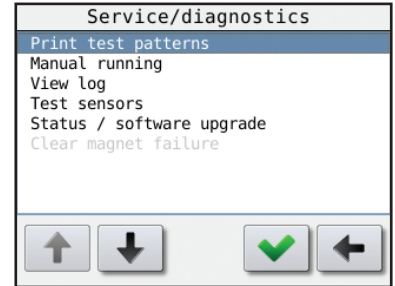 Service/diagnostics
Print test patterns
Manual running
View log
Test sensors
Status / software upgrade
Clear magnet failure